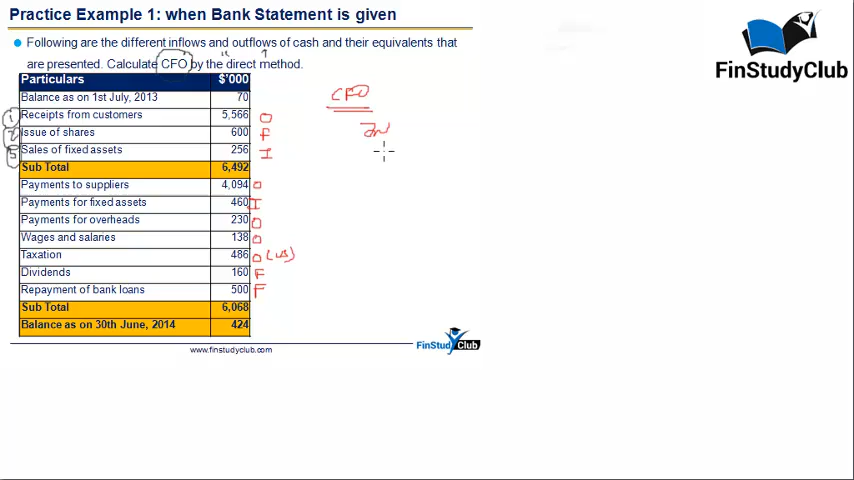 Practice Example 1: when Bank Statement is given
FinStudyClub
Following are the different inflows and outflows of cash and their equivalents that
are presented. Calculate CFO by the direct method.
Particulars $'000
Balance as on 1st July, 2013 70
CFO
1 Receipts from customers 5,566 O
2 Issue of shares 600 F
Sales of fixed assets 256 I
Sub Total 6,492
Payments to suppliers 4,094 O
Payments for fixed assets 460 I
Payments for overheads 230 O
Wages and salaries 138 O
Taxation 486 O (US)
Dividends 160 F
Repayment of bank loans 500 F
Sub Total 6,068
Balance as on 30th June, 2014 424
www.finstudyclub.com
FinStudy Club